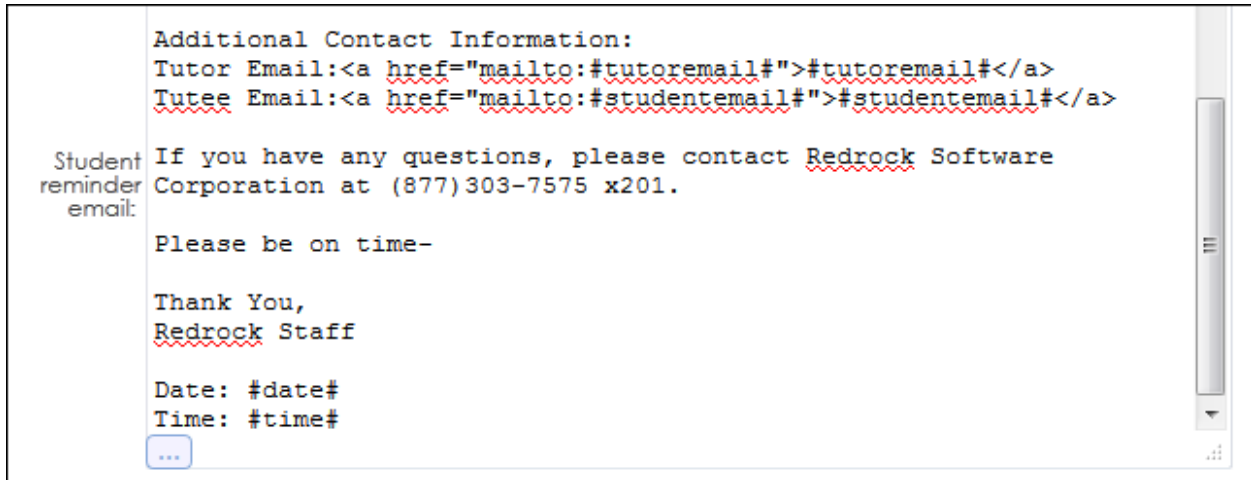 Additional Contact Information:
Tutor Email:<a href="mailto:#tutoremail#">#tutoremail#</a>
Tutee Email:<a href="mailto:#studentemail#">#studentemail#</a>
Student
reminder
email:
If you have any questions, please contact Redrock Software
Corporation at (877)303-7575 x201.
Please be on time-
Thank You,
Redrock Staff
Date: #date#
Time: #time#
...